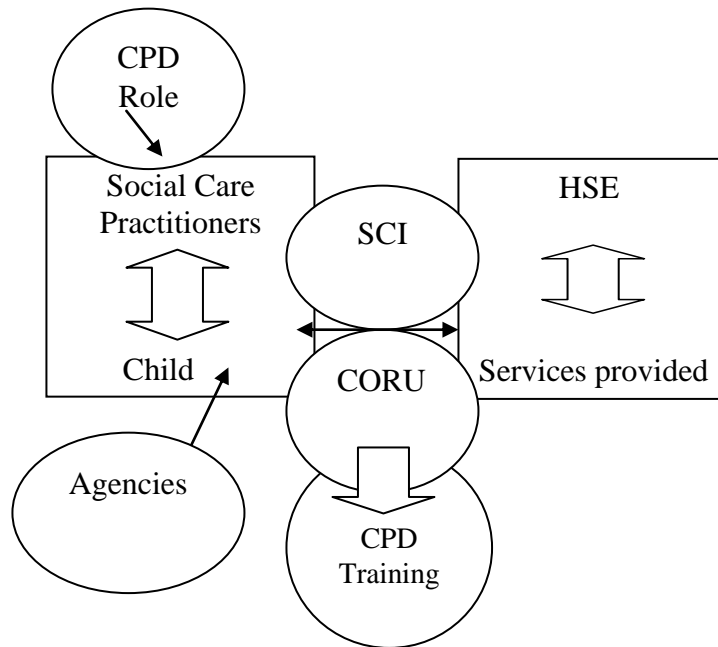 CPD
Role
Social Care
Practitioners
Child
SCI
HSE
CORU
Services provided
Agencies
CPD
Training